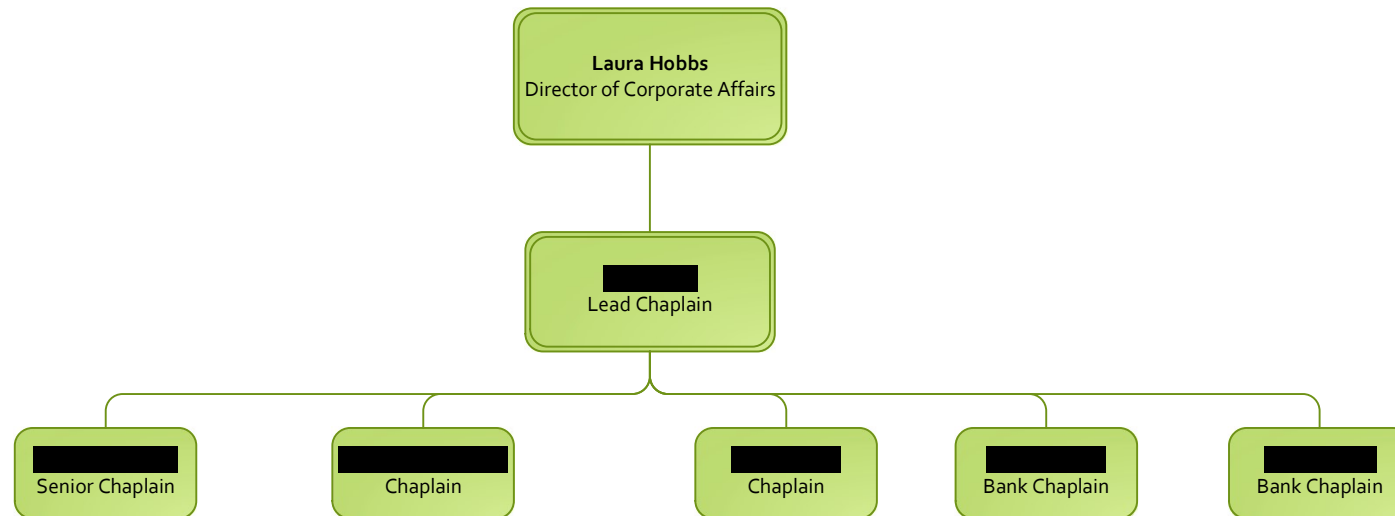 Laura Hobbs
Director of Corporate Affairs
Lead Chaplain
Senior Chaplain
Chaplain
Chaplain
Bank Chaplain
Bank Chaplain